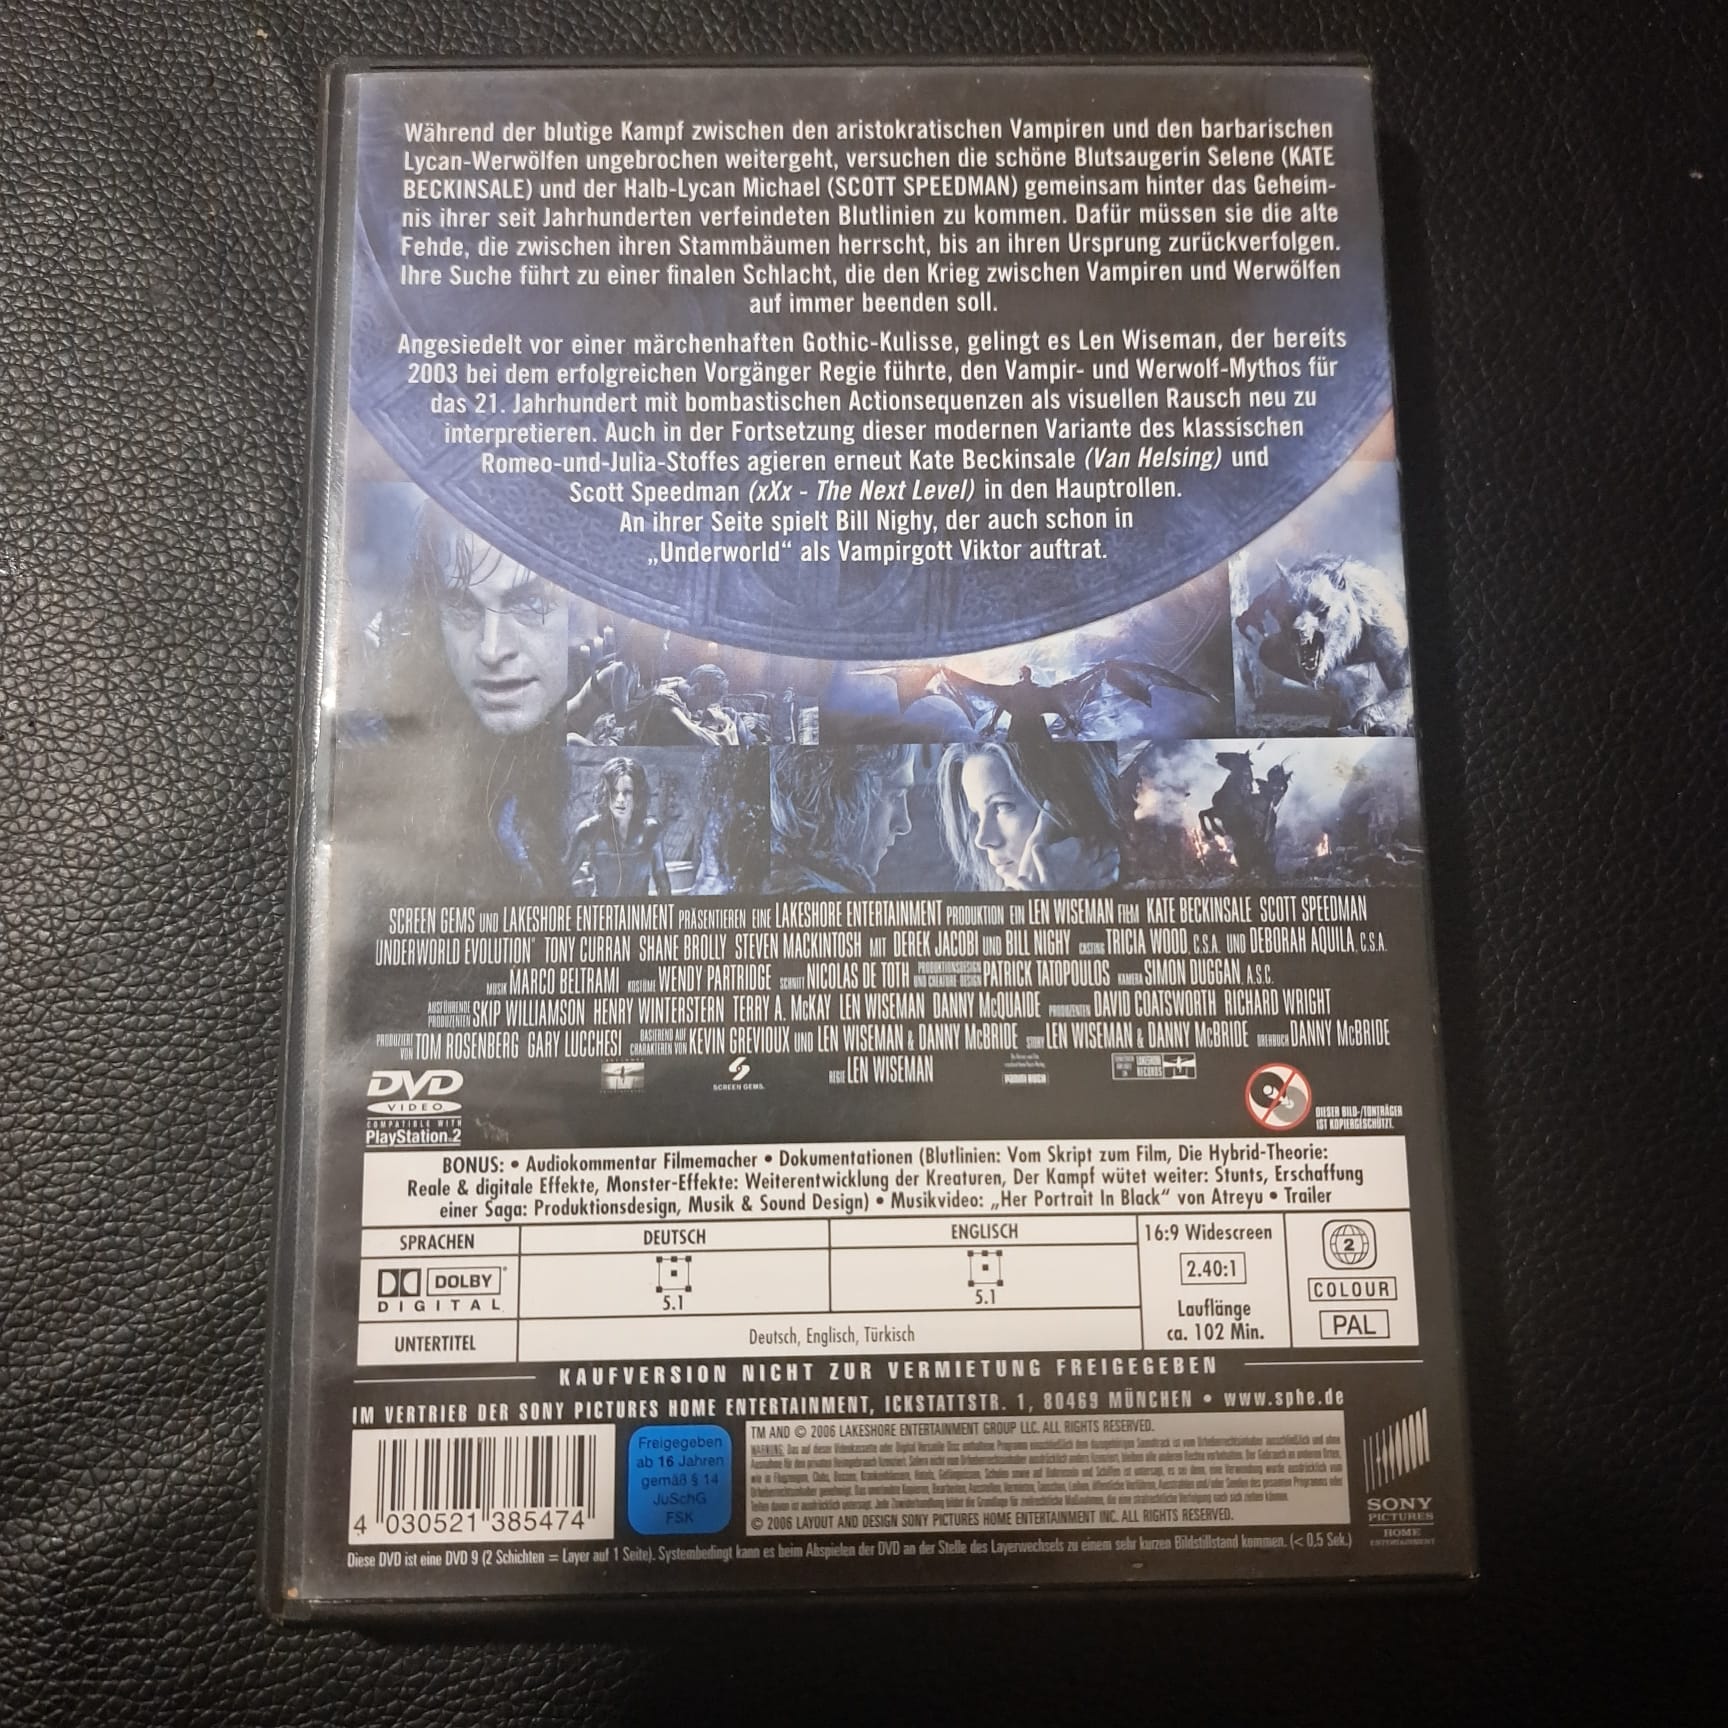 Während der blutige Kampf zwischen den aristokratischen Vampiren und den barbarischen
Lycan-Werwölfen ungebrochen weitergeht, versuchen die schöne Blutsaugerin Selene (KATE
BECKINSALE) und der Halb-Lycan Michael (SCOTT SPEEDMAN) gemeinsam hinter das Geheim-
nis ihrer seit Jahrhunderten verfeindeten Blutlinien zu kommen. Dafür müssen sie die alte
Fehde, die zwischen ihren Stammbäumen herrscht, bis an ihren Ursprung zurückverfolgen.
Ihre Suche führt zu einer finalen Schlacht, die den Krieg zwischen Vampiren und Werwölfen
auf immer beenden soll.
Angesiedelt vor einer märchenhaften Gothic-Kulisse, gelingt es Len Wiseman, der bereits
2003 bei dem erfolgreichen Vorgänger Regie führte, den Vampir- und Werwolf-Mythos für
das 21. Jahrhundert mit bombastischen Actionsequenzen als visuellen Rausch neu zu
interpretieren. Auch in der Fortsetzung dieser modernen Variante des klassischen
Romeo-und-Julia-Stoffes agieren erneut Kate Beckinsale (Van Helsing) und
Scott Speedman (xXx - The Next Level) in den Hauptrollen.
An ihrer Seite spielt Bill Nighy, der auch schon in
„Underworld“ als Vampirgott Viktor auftrat.
SCREEN GEMS UND LAKESHORE ENTERTAINMENT PRÄSENTIEREN EINE LAKESHORE ENTERTAINMENT PRODUKTION EIN LEN WISEMAN FILM KATE BECKINSALE SCOTT SPEEDMAN
UNDERWORLD EVOLUTION TONY CURRAN SHANE BROLLY STEVEN MACKINTOSH MIT DEREK JACOBI UND BILL NIGHY CASTING TRICIA WOOD, C.S.A. UND DEBORAH AQUILA, C.S.A.
MUSIK MARCO BELTRAMI KOSTÜME WENDY PARTRIDGE SCHNITT NICOLAS DE TOTH PRODUKTIONSDESIGN UND CREATURE DESIGN PATRICK TATOPOULOS KAMERA SIMON DUGGAN, A.S.C.
AUSFÜHRENDE PRODUZENTEN SKIP WILLIAMSON HENRY WINTERSTERN TERRY A. McKAY LEN WISEMAN DANNY McQUAIDE PRODUZENTEN DAVID COATSWORTH RICHARD WRIGHT
PRODUZIERT VON TOM ROSENBERG GARY LUCCHESI BASIEREND AUF CHARAKTEREN VON KEVIN GREVIOUX UND LEN WISEMAN & DANNY McBRIDE STORY LEN WISEMAN & DANNY McBRIDE DREHBUCH DANNY McBRIDE
SCREEN GEMS
REGIE LEN WISEMAN
LAKESHORE RECORDS
DVD
VIDEO
COMPATIBLE WITH
PlayStation.2
DIESER BILD-/TONTRÄGER
IST KOPIERGESCHÜTZT.
BONUS: • Audiokommentar Filmemacher • Dokumentationen (Blutlinien: Vom Skript zum Film, Die Hybrid-Theorie:
Reale & digitale Effekte, Monster-Effekte: Weiterentwicklung der Kreaturen, Der Kampf wütet weiter: Stunts, Erschaffung
einer Saga: Produktionsdesign, Musik & Sound Design) • Musikvideo: „Her Portrait In Black“ von Atreyu • Trailer
SPRACHEN
DEUTSCH
ENGLISCH
16:9 Widescreen
2
DOLBY
DIGITAL
5.1
5.1
2.40:1
COLOUR
Lauflänge
ca. 102 Min.
PAL
UNTERTITEL
Deutsch, Englisch, Türkisch
KAUFVERSION NICHT ZUR VERMIETUNG FREIGEGEBEN
IM VERTRIEB DER SONY PICTURES HOME ENTERTAINMENT, ICKSTATTSTR. 1, 80469 MÜNCHEN • www.sphe.de
4 030521 385474
Freigegeben
ab 16 Jahren
gemäß § 14
JuSchG
FSK
TM AND © 2006 LAKESHORE ENTERTAINMENT GROUP LLC. ALL RIGHTS RESERVED.
© 2006 LAYOUT AND DESIGN SONY PICTURES HOME ENTERTAINMENT INC. ALL RIGHTS RESERVED.
SONY
PICTURES
HOME
ENTERTAINMENT
Diese DVD ist eine DVD 9 (2 Schichten = Layer auf 1 Seite). Systembedingt kann es beim Abspielen der DVD an der Stelle des Layerwechsels zu einem sehr kurzen Bildstillstand kommen. (< 0,5 Sek.)